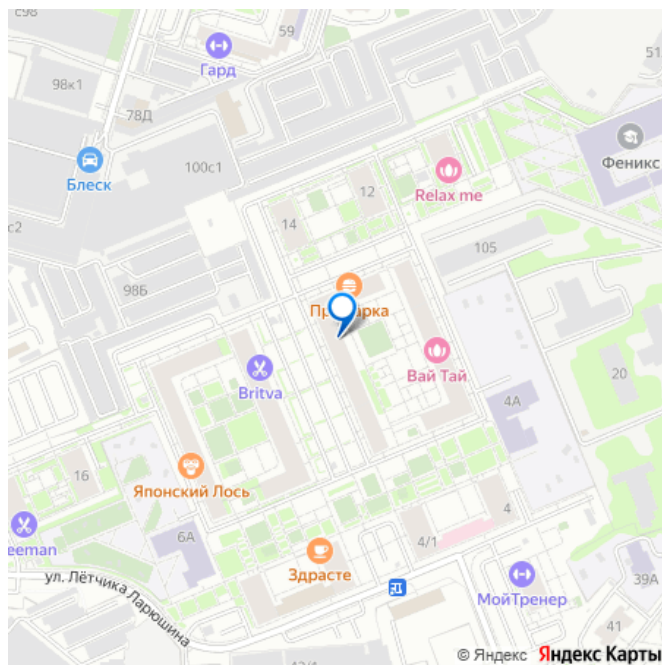 с98
59
Гард
51
98к1
78Д
Блеск
100с1
Феникс
12
Relax me
14
с2
105
98Б
Britva
Вай Тай
20
4А
16
Японский Лось
6А
4
4/1
eeman
Здрасте
39А
ул. Лётчика Ларюшина
МойТренер
41
© Яндекс Яндекс Карты